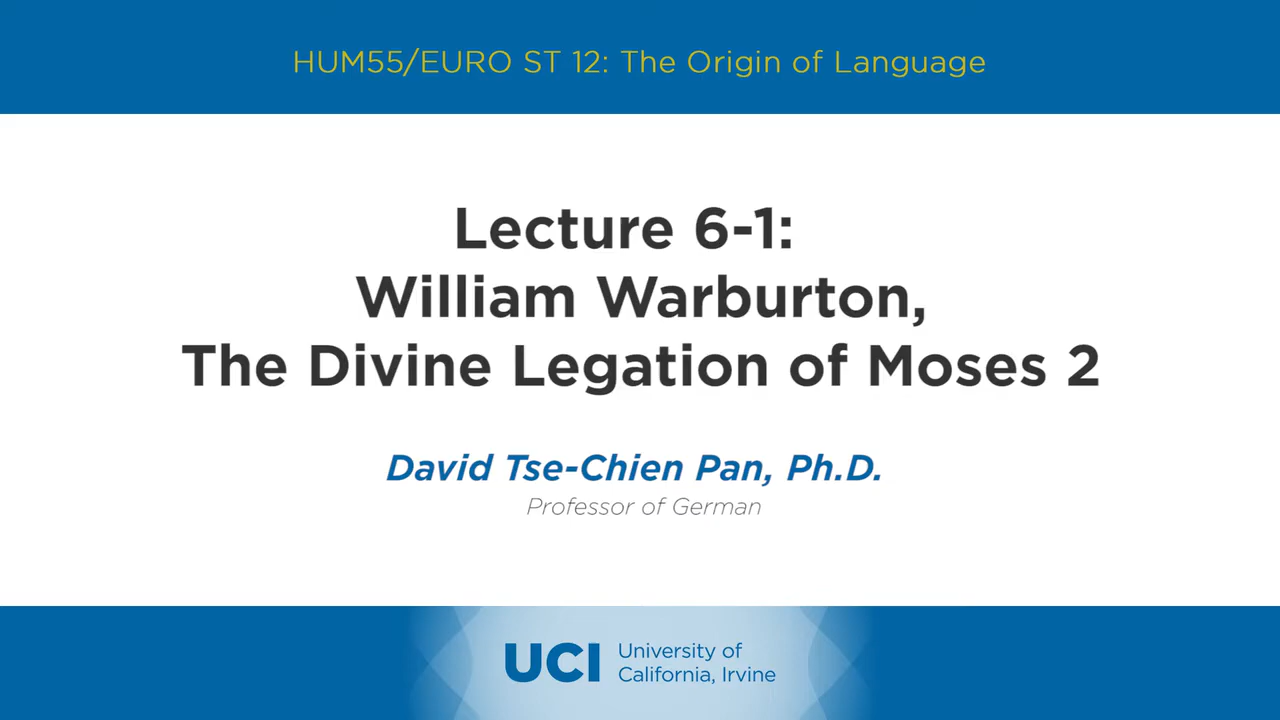 HUM55/EURO ST 12: The Origin of Language
Lecture 6-1:
William Warburton,
The Divine Legation of Moses 2
David Tse-Chien Pan, Ph.D.
Professor of German
UCI University of
California, Irvine